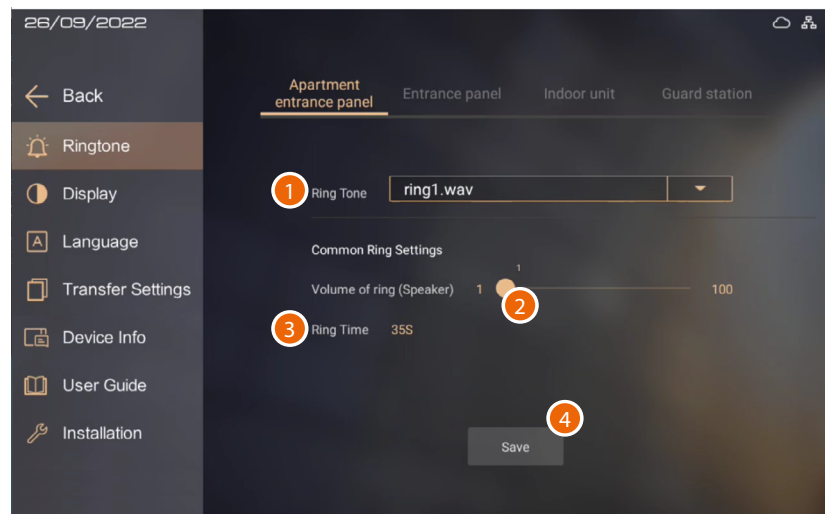 26/09/2022
Back
Ringtone
Display
Language
Transfer Settings
Device Info
User Guide
Installation
Apartment
entrance panel
Entrance panel
Indoor unit
Guard station
1 Ring Tone ring1.wav
Common Ring Settings
1
Volume of ring (Speaker) 1 100
2
3 Ring Time 35S
4
Save
A